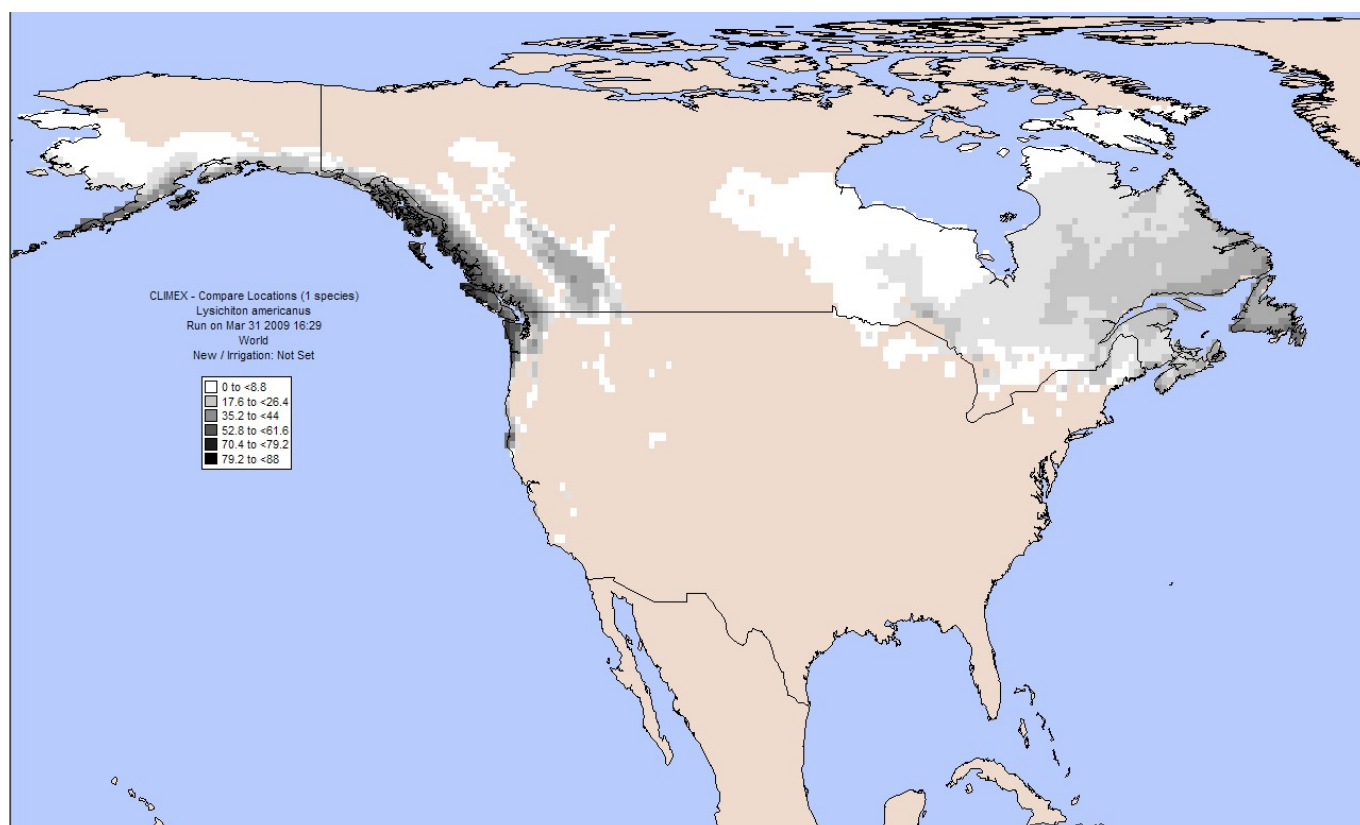 CLIMEX - Compare Locations (1 species)
Lysichiton americanus
Run on Mar 31 2009 16:29
World
New / Irrigation: Not Set
0 to <8.8
17.6 to <26.4
35.2 to <44
52.8 to <61.6
70.4 to <79.2
79.2 to <88